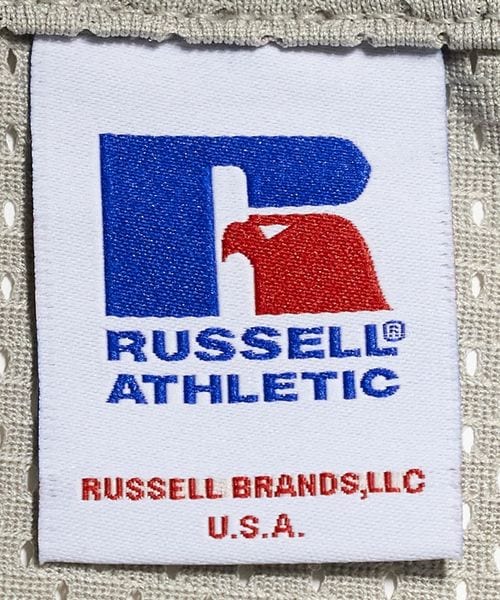 RUSSELL®
ATHLETIC
RUSSELL BRANDS,LLC
U.S.A.